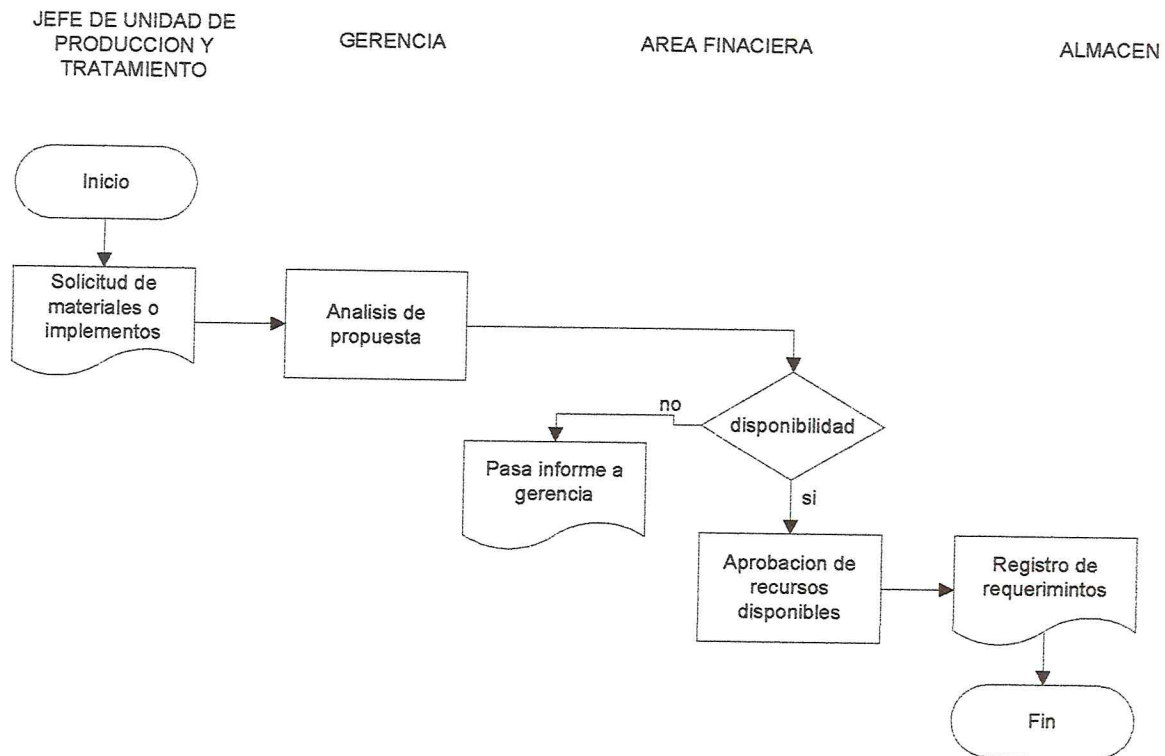 JEFE DE UNIDAD DE
PRODUCCION Y
TRATAMIENTO
GERENCIA
AREA FINACIERA
ALMACEN
Inicio
Solicitud de
materiales o
implementos
Analisis de
propuesta
disponibilidad
no
Pasa informe a
gerencia
si
Aprobacion de
recursos
disponibles
Registro de
requerimintos
Fin